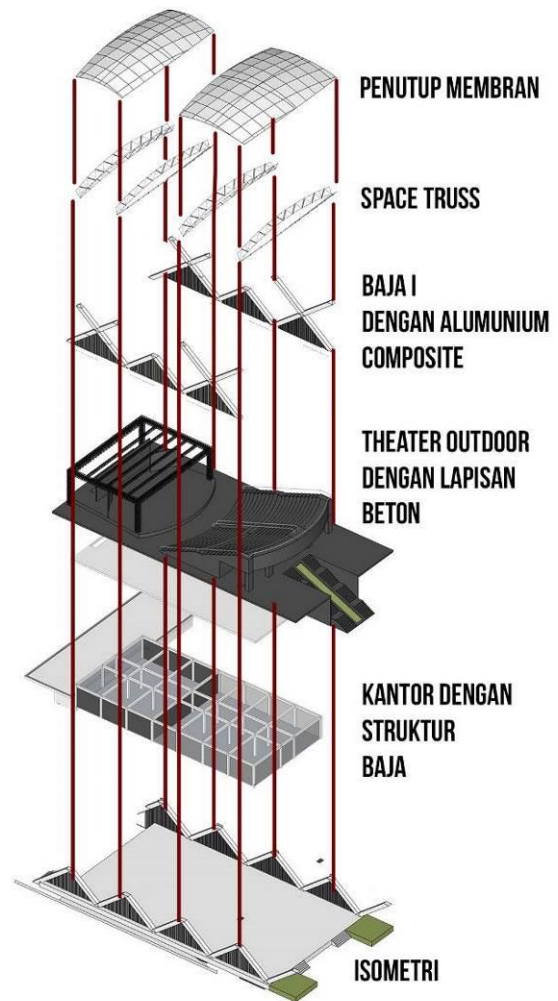 PENUTUP MEMBRAN
SPACE TRUSS
BAJA I
DENGAN ALUMUNIUM
COMPOSITE
THEATER OUTDOOR
DENGAN LAPISAN
BETON
KANTOR DENGAN
STRUKTUR
BAJA
ISOMETRI